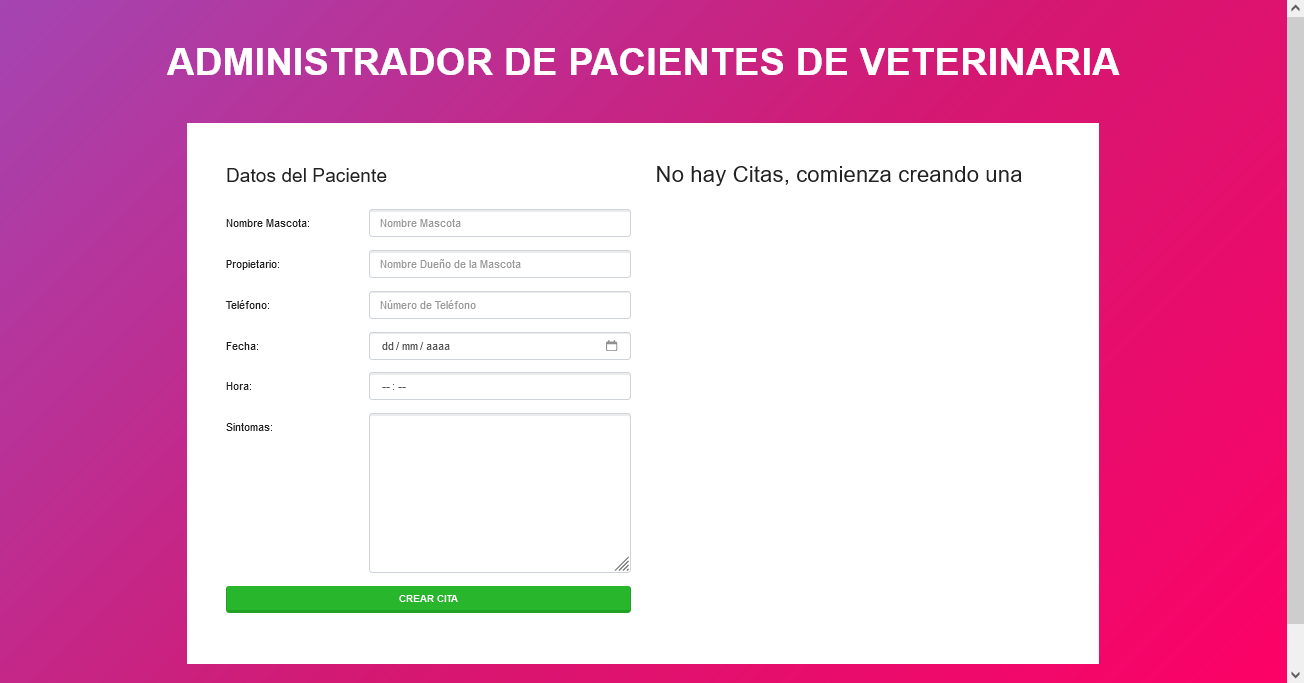 ADMINISTRADOR DE PACIENTES DE VETERINARIA
Datos del Paciente
Nombre Mascota:
Nombre Mascota
Propietario:
Nombre Dueño de la Mascota
Teléfono:
Número de Teléfono
Fecha:
dd / mm / aaaa
Hora:
-- : --
Sintomas:
CREAR CITA
No hay Citas, comienza creando una